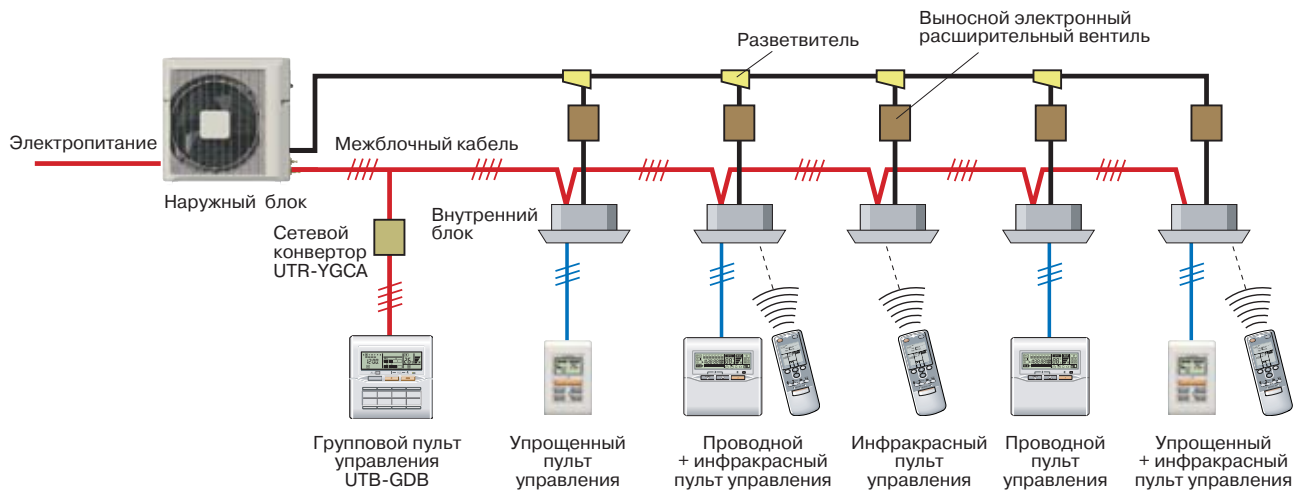 Выносной электронный
расширительный вентиль
Разветвитель
Электропитание
Межблочный кабель
Наружный блок
Внутренний
блок
Сетевой
конвертор
UTR-YGCA
Групповой пульт
управления
UTB-GDB
Упрощенный
пульт
управления
Проводной
+ инфракрасный
пульт управления
Инфракрасный
пульт
управления
Проводной
пульт
управления
Упрощенный
+ инфракрасный
пульт управления